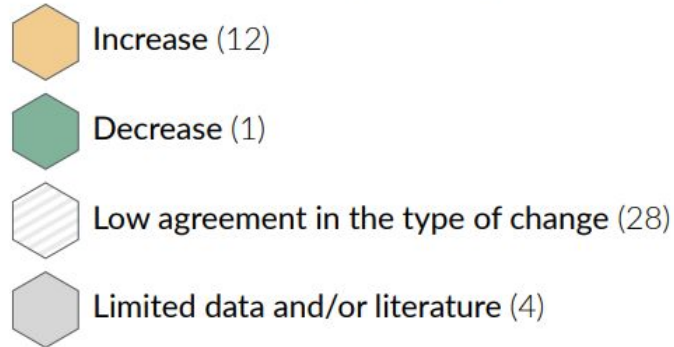 Increase (12)
Decrease (1)
Low agreement in the type of change (28)
Limited data and/or literature (4)